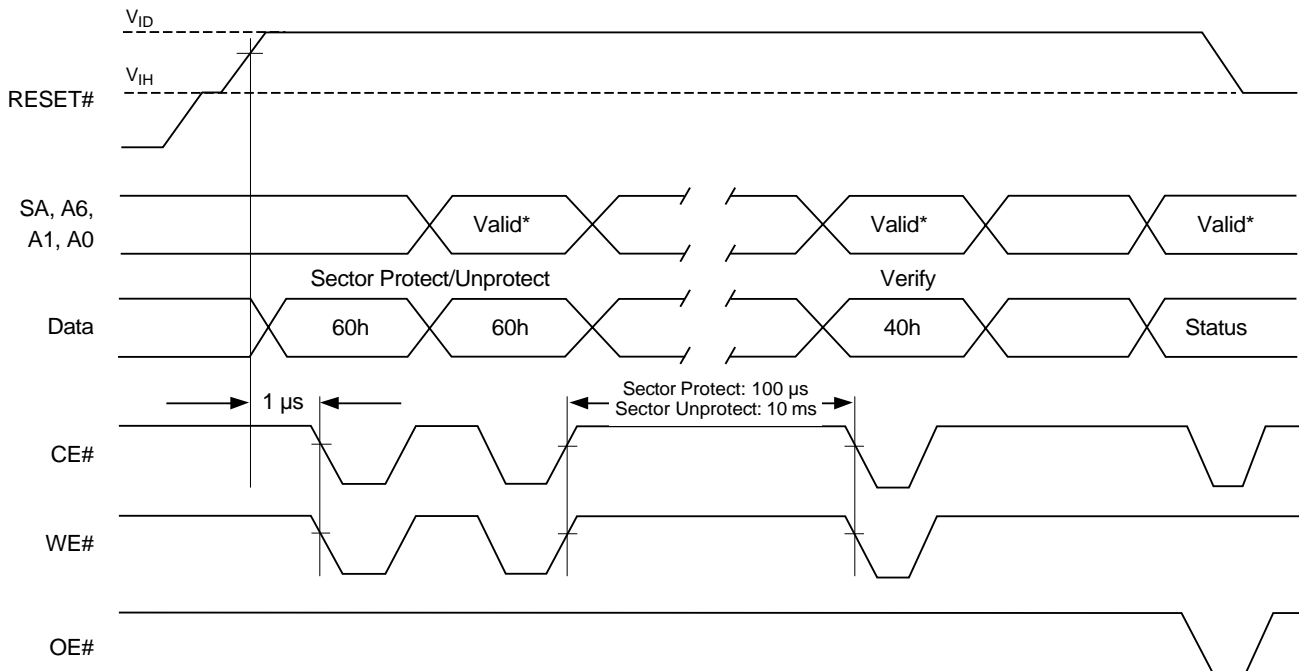 VID
VIH
RESET#
SA, A6,
A1, A0
Valid*
Valid*
Valid*
Sector Protect/Unprotect
Verify
Data
60h
60h
40h
Status
1 µs
Sector Protect: 100 µs
Sector Unprotect: 10 ms
CE#
WE#
OE#